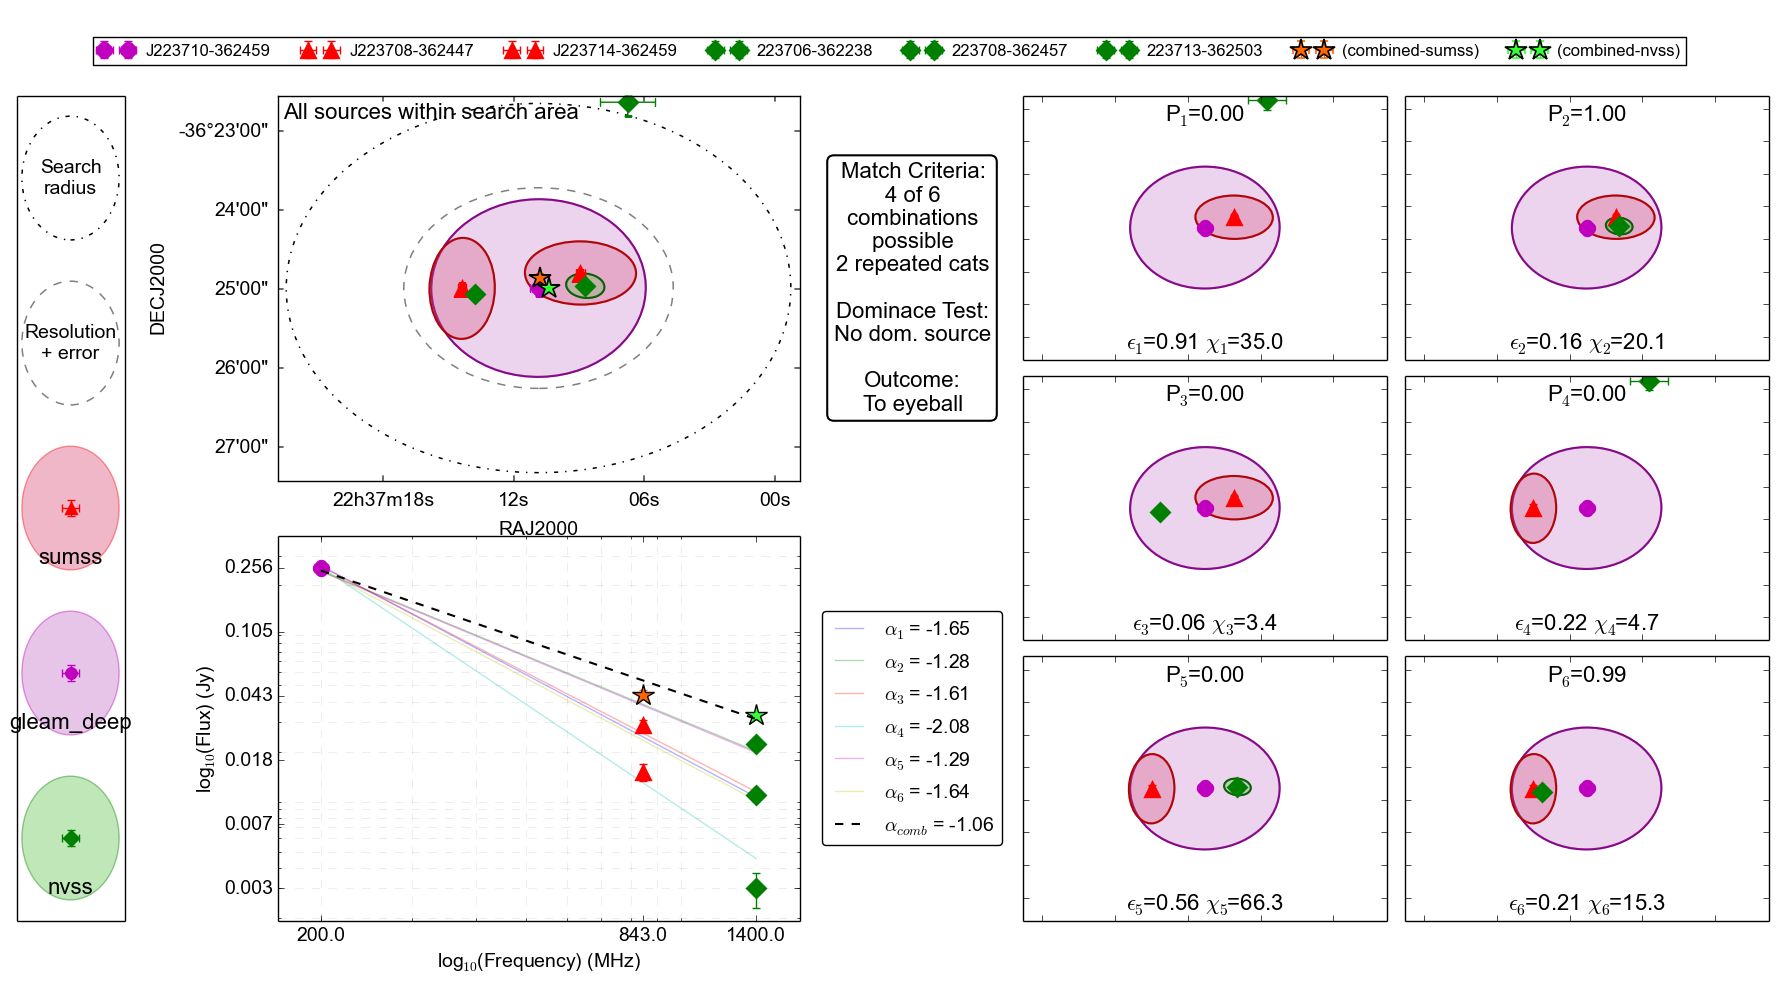 J223710-362459 J223708-362447 J223714-362459 223706-362238 223708-362457 223713-362503 (combined-sumss) (combined-nvss)
Search
radius
Resolution
+ error
sumss
gleam_deep
nvss
All sources within search area
-36°23'00"
24'00"
25'00"
26'00"
27'00"
DECJ2000
22h37m18s 12s 06s 00s
RAJ2000
Match Criteria:
4 of 6
combinations
possible
2 repeated cats
Dominace Test:
No dom. source
Outcome:
To eyeball
0.256
0.105
0.043
0.018
0.007
0.003
log10(Flux) (Jy)
200.0 843.0 1400.0
log10(Frequency) (MHz)
α1 = -1.65
α2 = -1.28
α3 = -1.61
α4 = -2.08
α5 = -1.29
α6 = -1.64
αcomb = -1.06
P1=0.00
ϵ1=0.91 χ1=35.0
P2=1.00
ϵ2=0.16 χ2=20.1
P3=0.00
ϵ3=0.06 χ3=3.4
P4=0.00
ϵ4=0.22 χ4=4.7
P5=0.00
ϵ5=0.56 χ5=66.3
P6=0.99
ϵ6=0.21 χ6=15.3